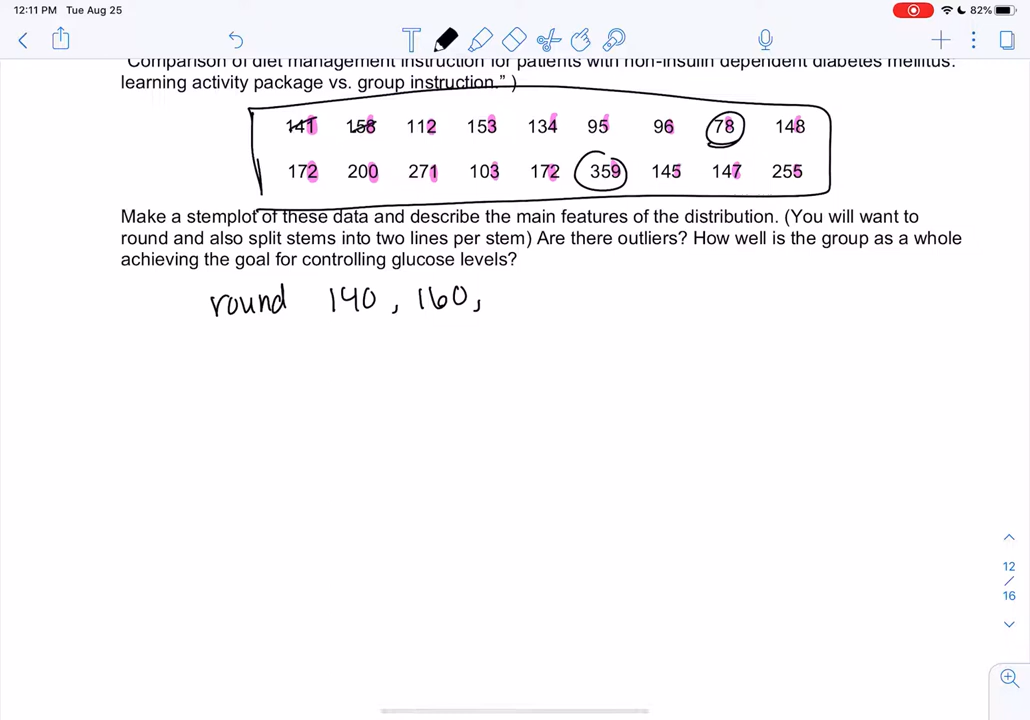 12:11 PM Tue Aug 25 82%
"Comparison of diet management instruction for patients with non-insulin dependent diabetes mellitus:
learning activity package vs. group instruction." )
141 158 112 153 134 95 96 78 148
172 200 271 103 172 359 145 147 255
Make a stemplot of these data and describe the main features of the distribution. (You will want to
round and also split stems into two lines per stem) Are there outliers? How well is the group as a whole
achieving the goal for controlling glucose levels?
round 140, 160,
12
/
16